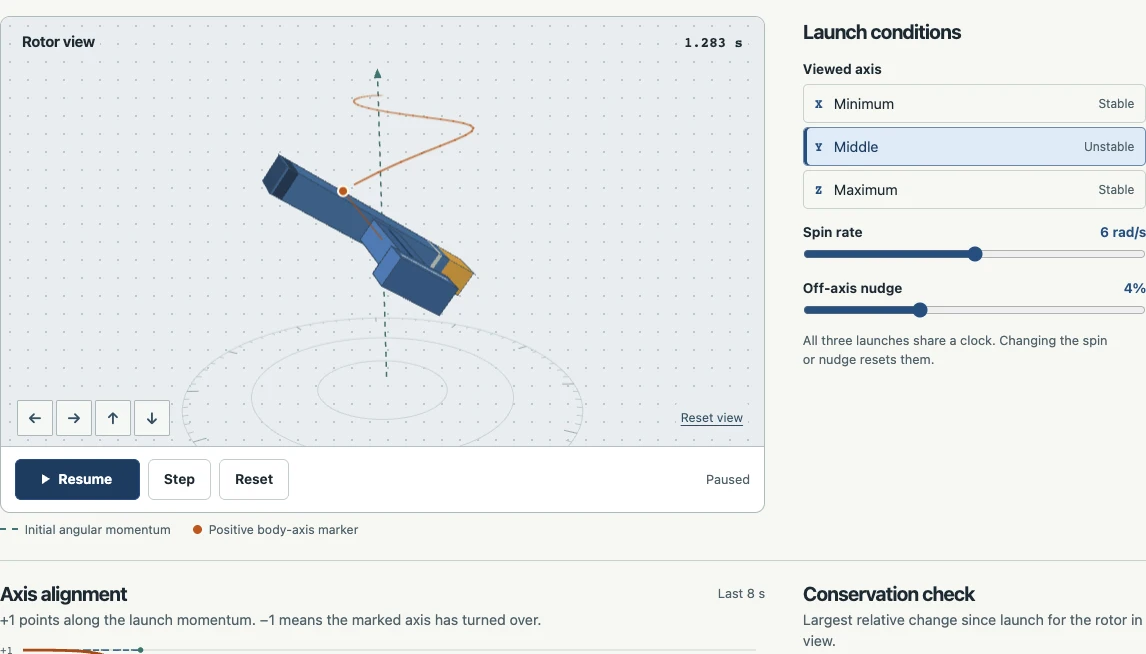 Rotor view
1.283 s
Reset view
Resume
Step
Reset
Paused
Initial angular momentum
Positive body-axis marker
Launch conditions
Viewed axis
X Minimum Stable
Y Middle Unstable
Z Maximum Stable
Spin rate 6 rad/s
Off-axis nudge 4%
All three launches share a clock. Changing the spin
or nudge resets them.
Axis alignment
Last 8 s
+1 points along the launch momentum. −1 means the marked axis has turned over.
+1
Conservation check
Largest relative change since launch for the rotor in
view.